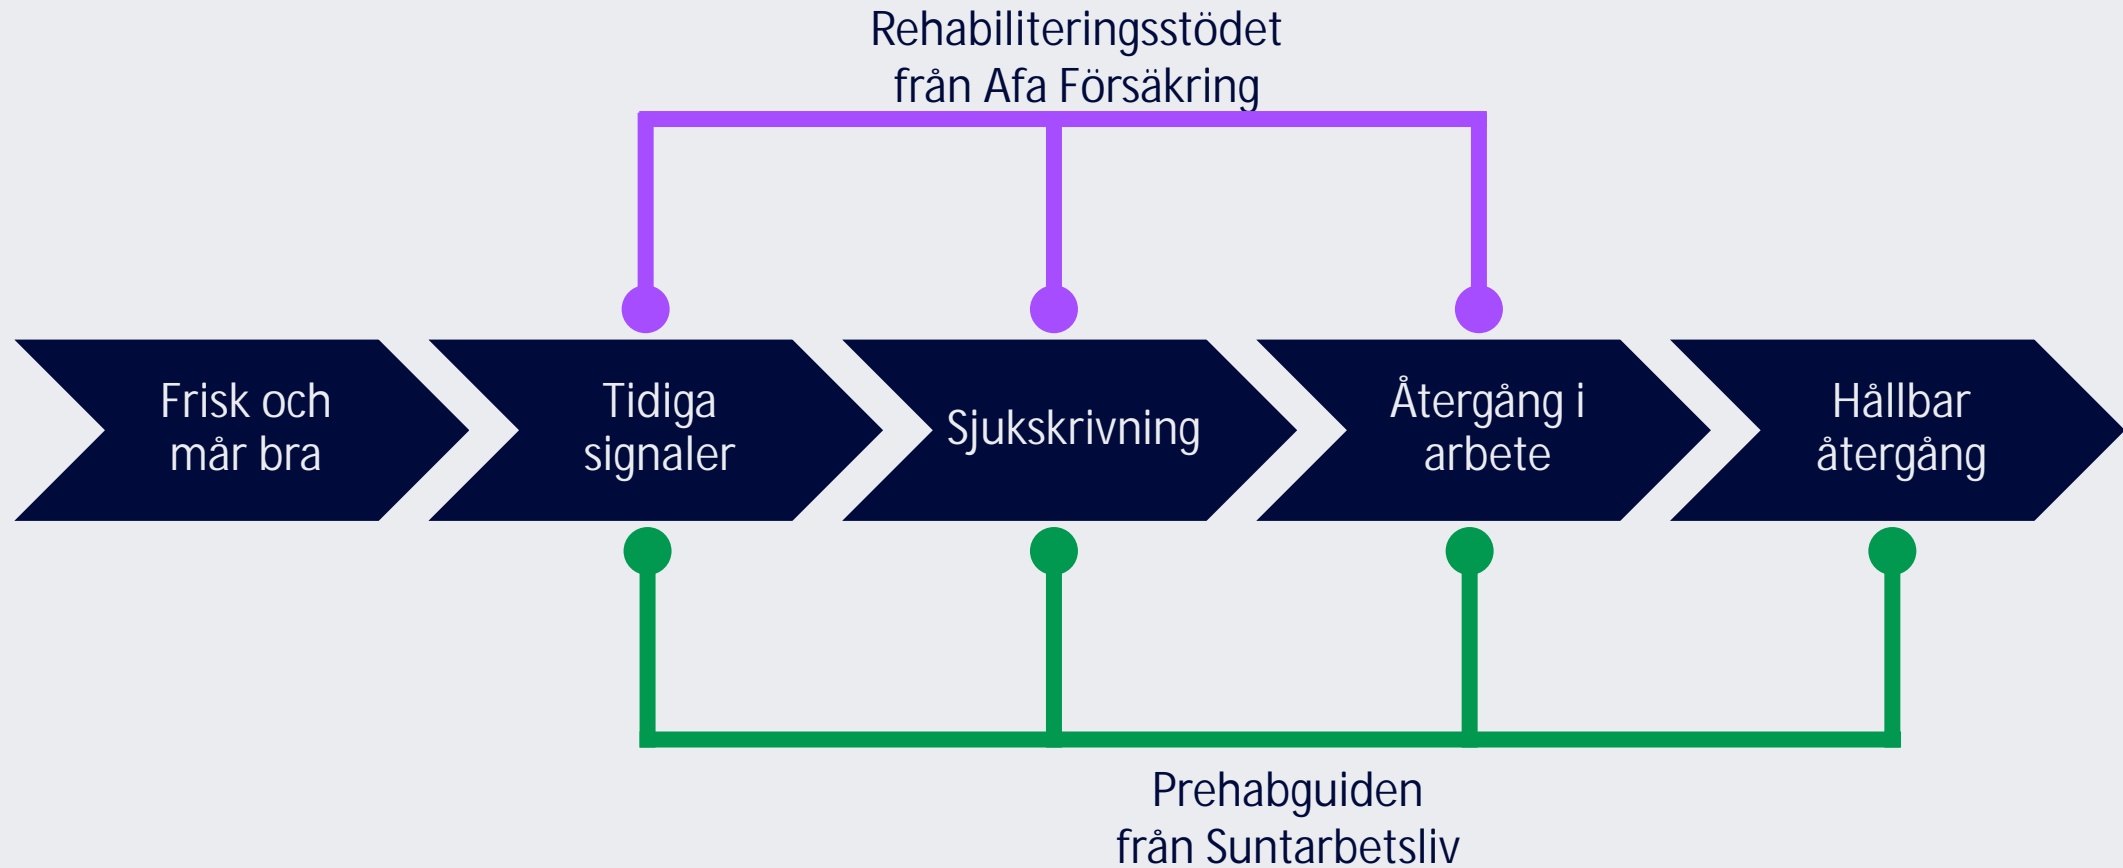 Rehabiliteringsstödet
från Afa Försäkring
Frisk och
mår bra
Tidiga
signaler
Sjukskrivning
Återgång i
arbete
Hållbar
återgång
Prehabguiden
från Suntarbetsliv